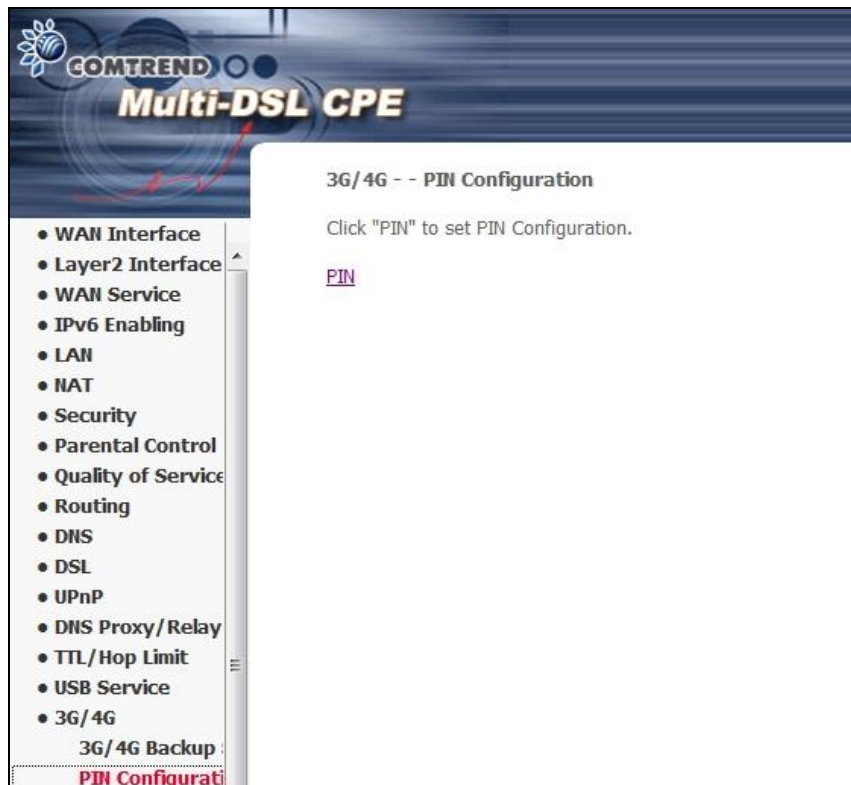 COMTREND
Multi-DSL CPE
3G/4G - - PIN Configuration
Click "PIN" to set PIN Configuration.
PIN
• WAN Interface
• Layer2 Interface
• WAN Service
• IPv6 Enabling
• LAN
• NAT
• Security
• Parental Control
• Quality of Service
• Routing
• DNS
• DSL
• UPnP
• DNS Proxy/Relay
• TTL/Hop Limit
• USB Service
• 3G/4G
3G/4G Backup
PIN Configurati